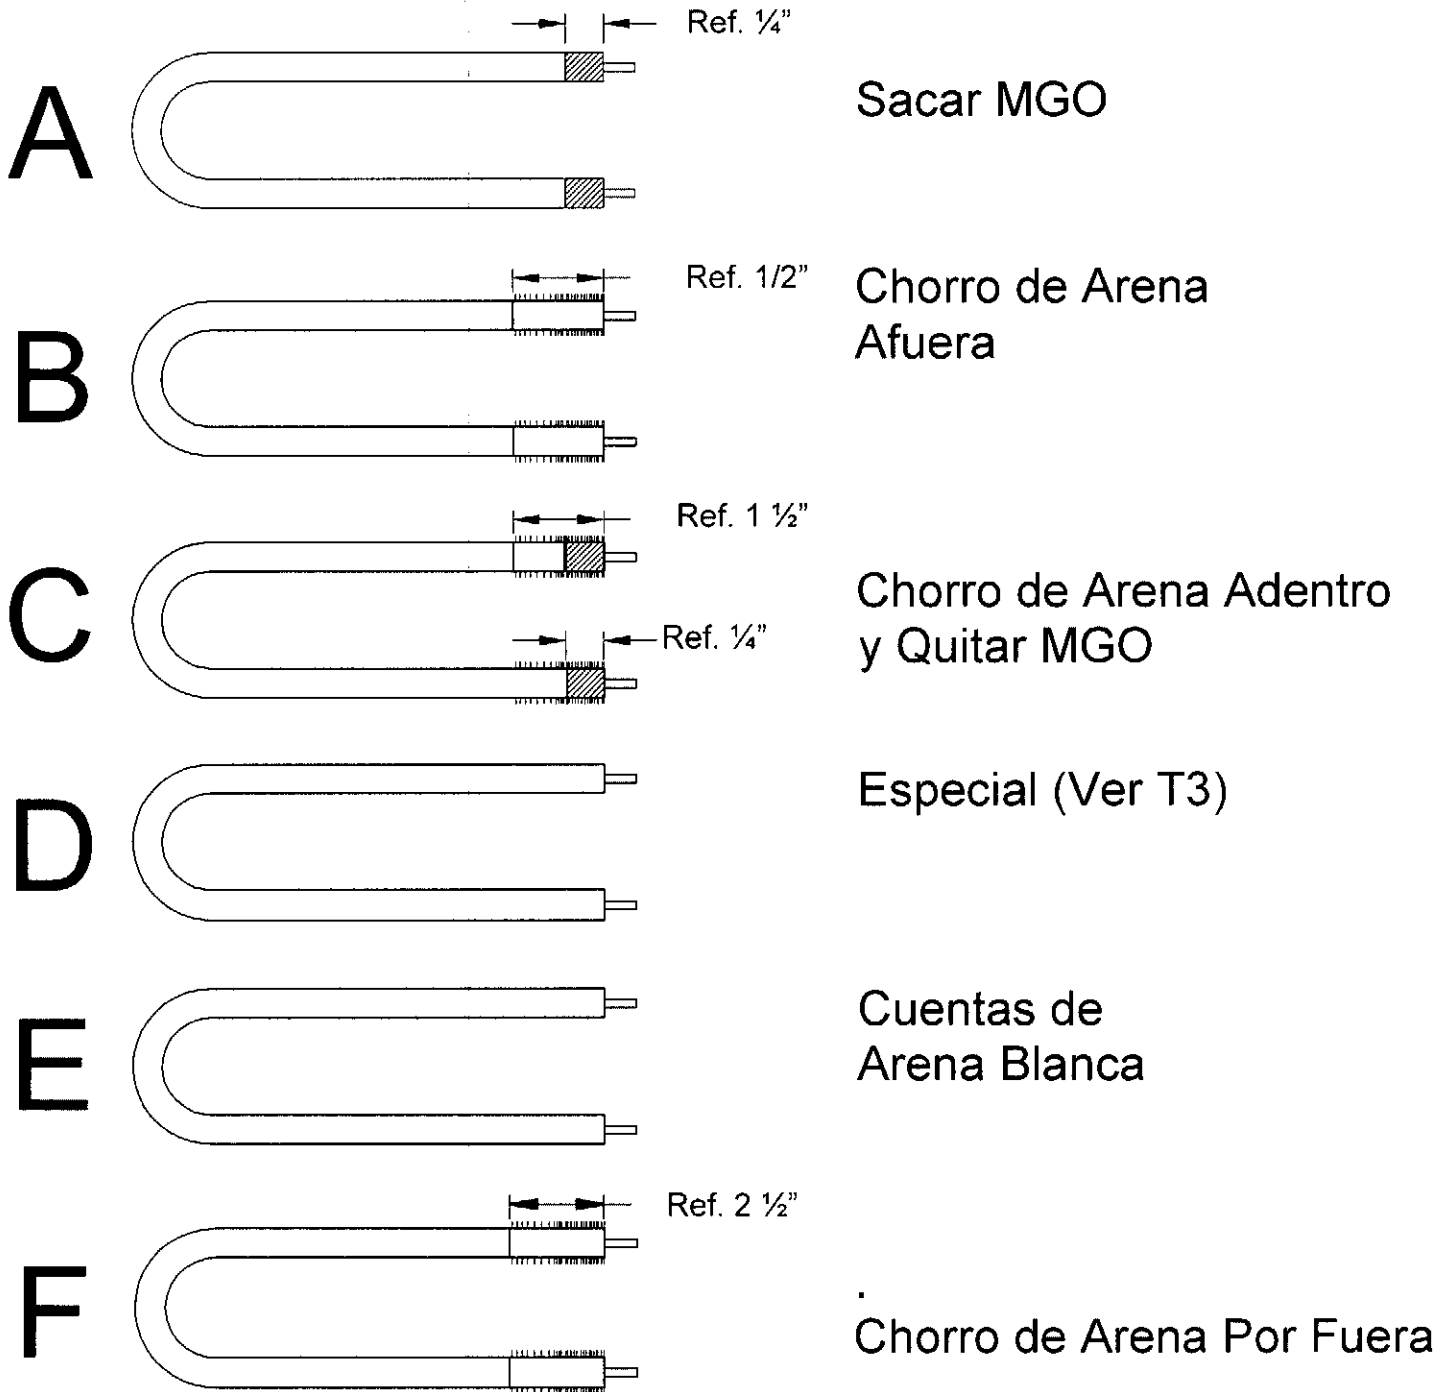 Ref. ¼”
A
Sacar MGO
Ref. 1/2”
B
Chorro de Arena
Afuera
Ref. 1 ½”
C
Chorro de Arena Adentro
y Quitar MGO
Ref. ¼”
D
Especial (Ver T3)
E
Cuentas de
Arena Blanca
Ref. 2 ½”
F
.
Chorro de Arena Por Fuera